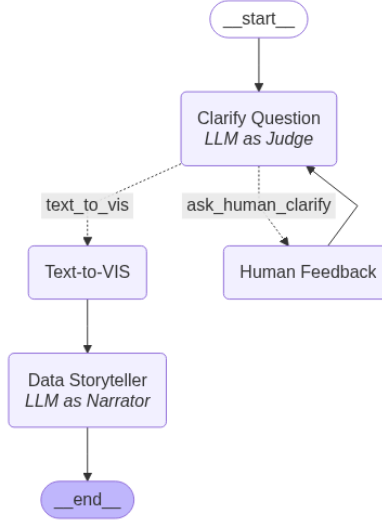 __start__
Clarify Question
LLM as Judge
text_to_vis
ask_human_clarify
Text-to-VIS
Human Feedback
Data Storyteller
LLM as Narrator
__end__